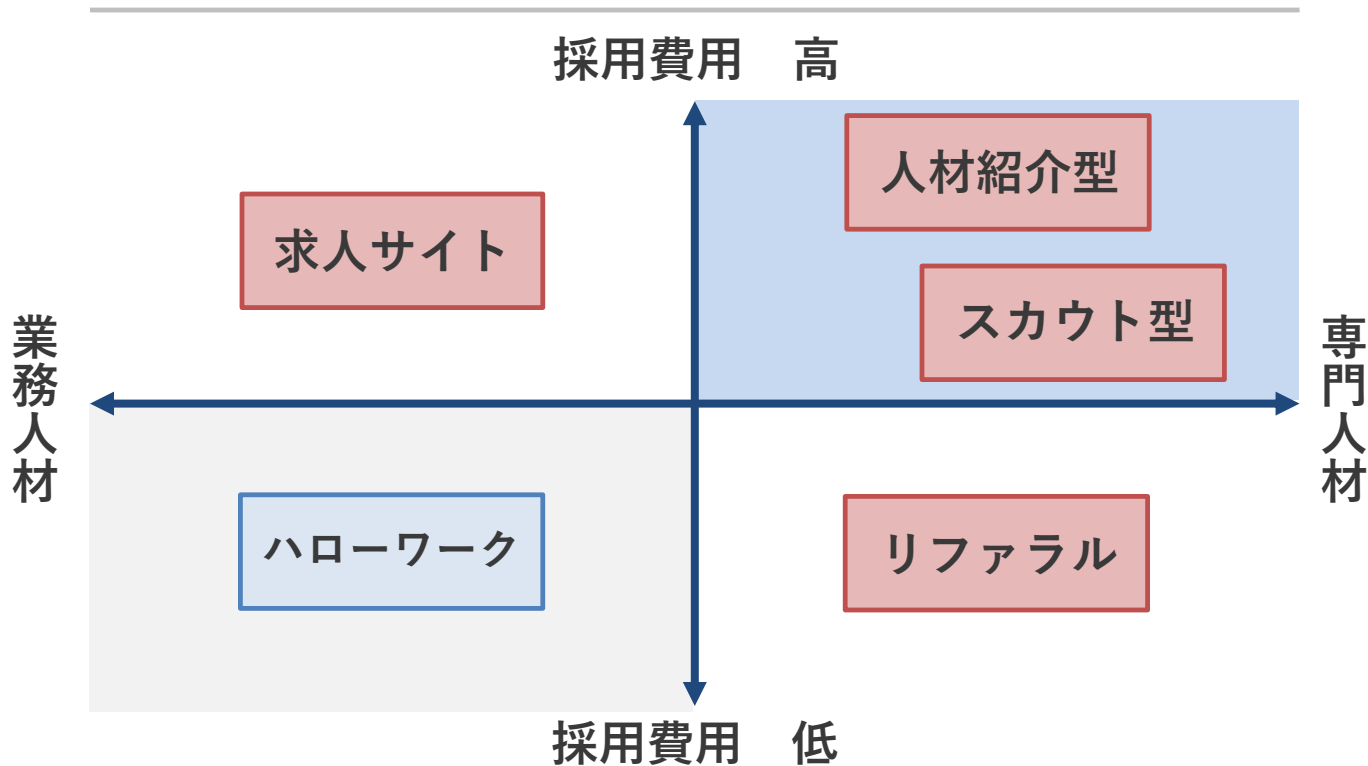 採用費用　高
人材紹介型
求人サイト
スカウト型
業務人材
専門人材
ハローワーク
リファラル
採用費用　低